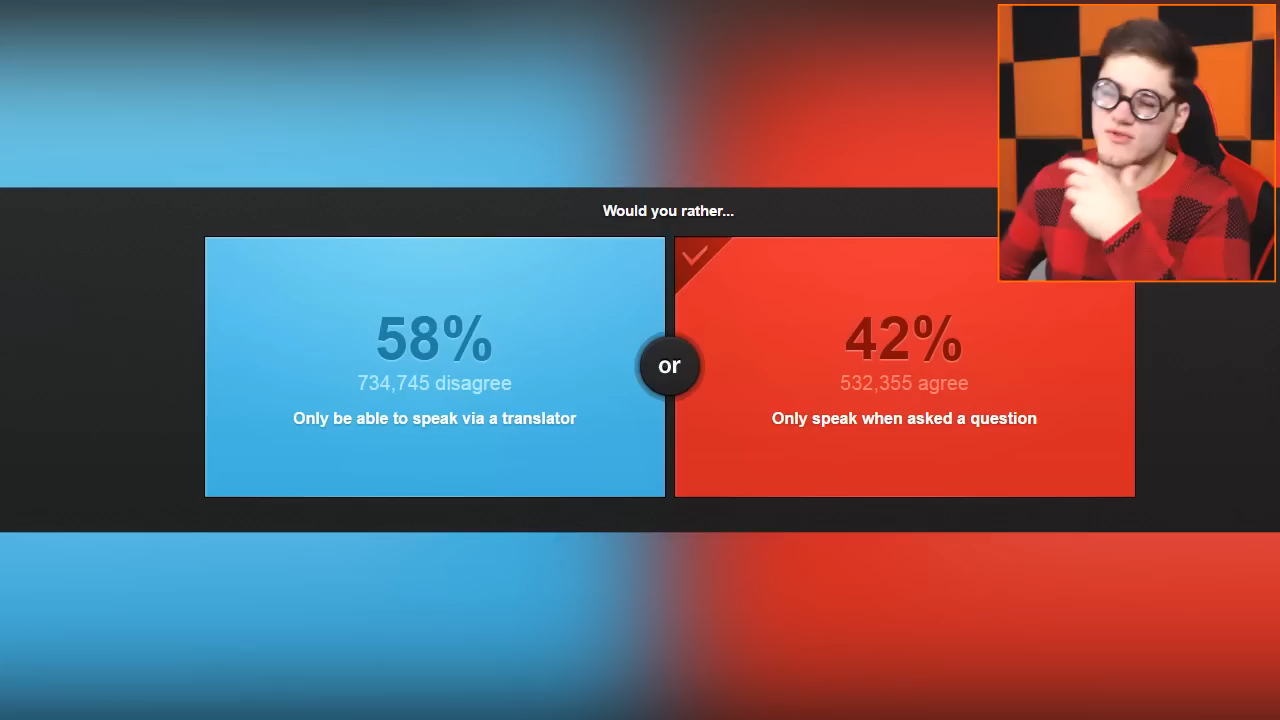 Would you rather...
58%
734,745 disagree
Only be able to speak via a translator
or
42%
532,355 agree
Only speak when asked a question